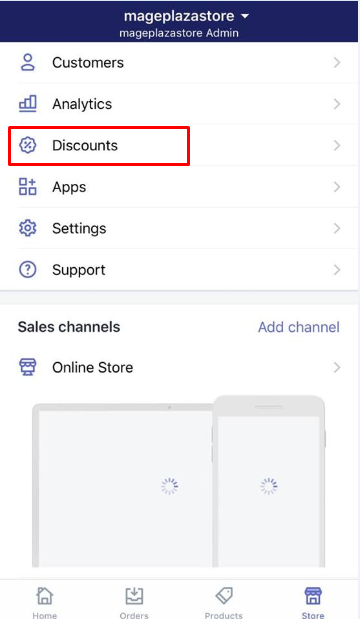 mageplazastore
mageplazastore Admin
Customers
Analytics
Discounts
Apps
Settings
Support
Sales channels Add channel
Online Store
Home Orders Products Store